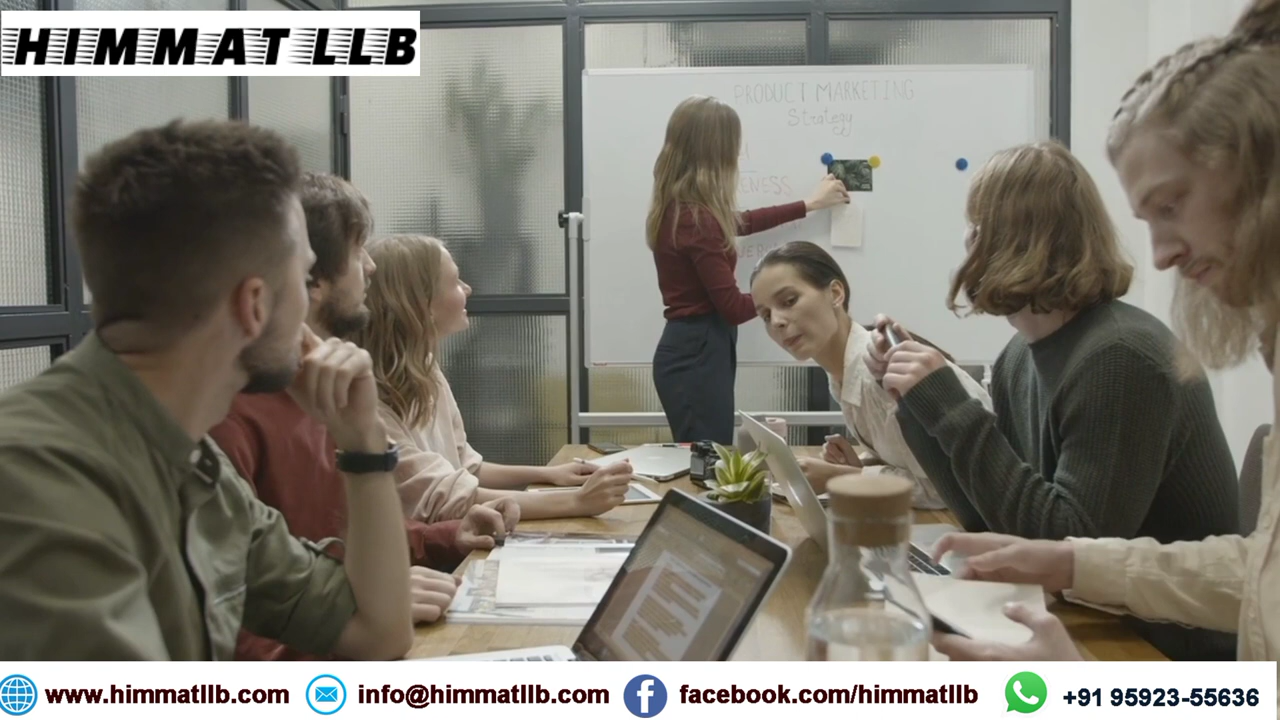 HIMMAT LLB
PRODUCT MARKETING
Strategy
www.himmatllb.com
info@himmatllb.com
facebook.com/himmatllb
+91 95923-55636